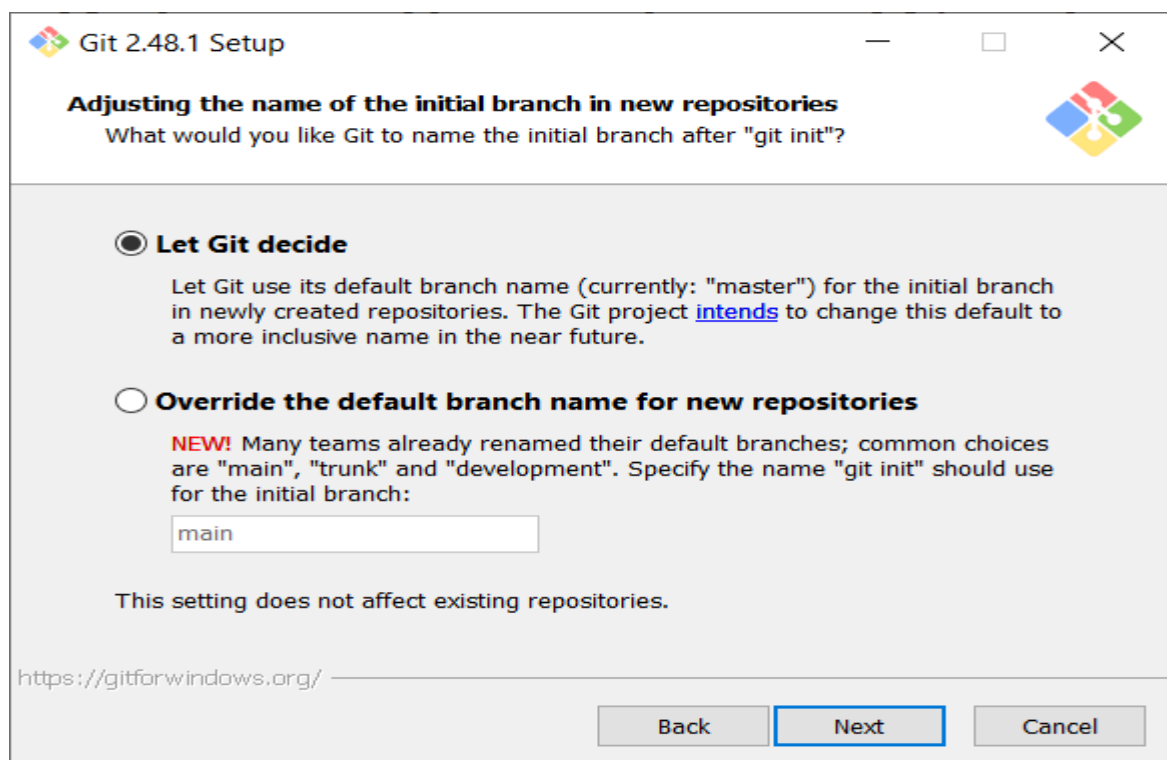 Git 2.48.1 Setup
Adjusting the name of the initial branch in new repositories
What would you like Git to name the initial branch after "git init"?
Let Git decide
Let Git use its default branch name (currently: "master") for the initial branch
in newly created repositories. The Git project intends to change this default to
a more inclusive name in the near future.
Override the default branch name for new repositories
NEW! Many teams already renamed their default branches; common choices
are "main", "trunk" and "development". Specify the name "git init" should use
for the initial branch:
main
This setting does not affect existing repositories.
https://gitforwindows.org/
Back Next Cancel